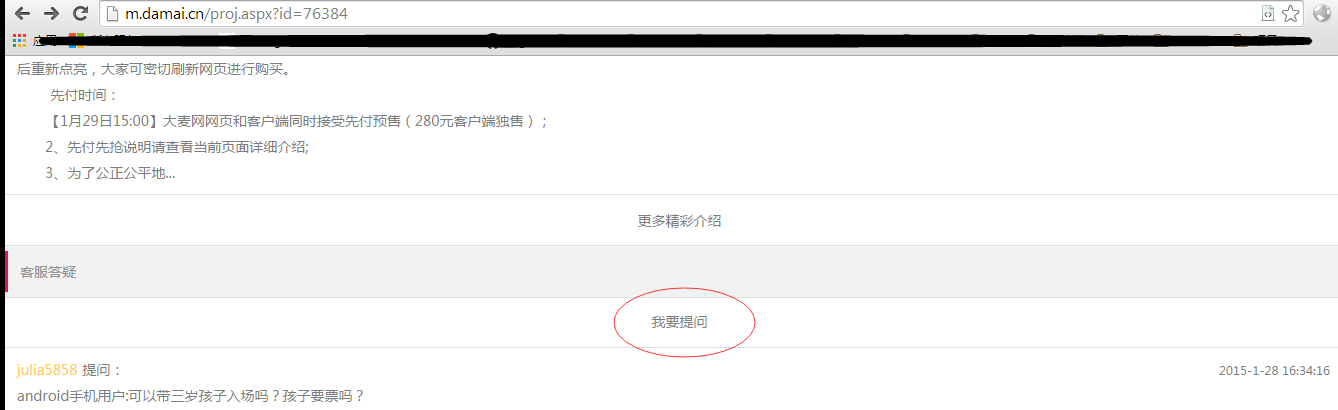 m.damai.cn/proj.aspx?id=76384
应用
后重新点亮，大家可密切刷新网页进行购买。
先付时间：
【1月29日15:00】大麦网网页和客户端同时接受先付预售（280元客户端独售）；
2、先付先抢说明请查看当前页面详细介绍;
3、为了公正公平地...
更多精彩介绍
客服答疑
我要提问
julia5858 提问： 2015-1-28 16:34:16
android手机用户:可以带三岁孩子入场吗？孩子要票吗？